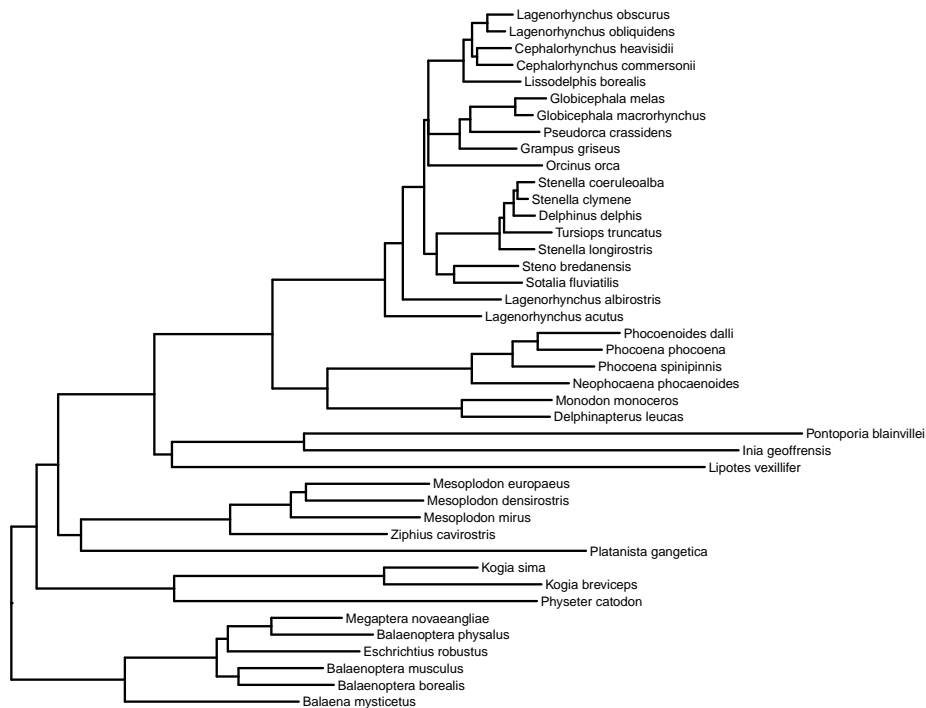 Lagenorhynchus obscurus
Lagenorhynchus obliquidens
Cephalorhynchus heavisidii
Cephalorhynchus commersonii
Lissodelphis borealis
Globicephala melas
Globicephala macrorhynchus
Pseudorca crassidens
Grampus griseus
Orcinus orca
Stenella coeruleoalba
Stenella clymene
Delphinus delphis
Tursiops truncatus
Stenella longirostris
Steno bredanensis
Sotalia fluviatilis
Lagenorhynchus albirostris
Lagenorhynchus acutus
Phocoenoides dalli
Phocoena phocoena
Phocoena spinipinnis
Neophocaena phocaenoides
Monodon monoceros
Delphinapterus leucas
Pontoporia blainvillei
Inia geoffrensis
Lipotes vexillifer
Mesoplodon europaeus
Mesoplodon densirostris
Mesoplodon mirus
Ziphius cavirostris
Platanista gangetica
Kogia sima
Kogia breviceps
Physeter catodon
Megaptera novaeangliae
Balaenoptera physalus
Eschrichtius robustus
Balaenoptera musculus
Balaenoptera borealis
Balaena mysticetus